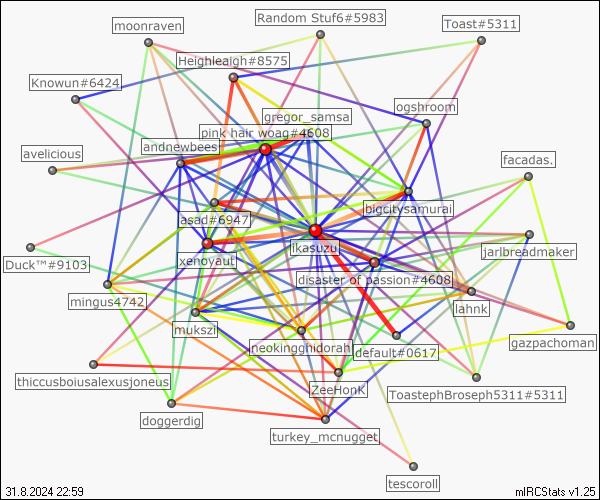 Random Stuf6#5983
moonraven
Toast#5311
Heighleaigh#8575
Knowun#6424
ogshroom
gregor_samsa
pink hair woag#4608
andnewbees
avelicious
facadas.
bigcitysamurai
asad#6947
ikasuzu
xenoyaut
jarlbreadmaker
Duck™#9103
disaster of passion#4608
mingus4742
lahnk
mukszi
gazpachoman
neokingghidorah
default#0617
thiccusboiusalexusjoneus
ZeeHonK
ToastephBroseph5311#5311
doggerdig
turkey_mcnugget
tescoroll
31.8.2024 22:59
mIRCStats v1.25